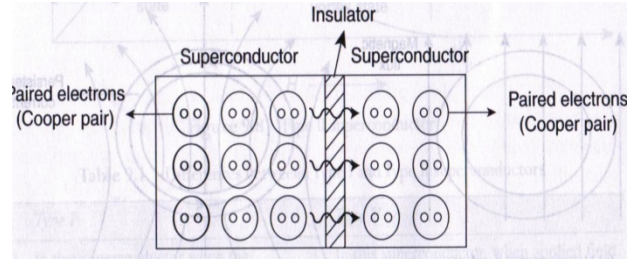 Insulator
Superconductor
Superconductor
Paired electrons
(Cooper pair)
Paired electrons
(Cooper pair)